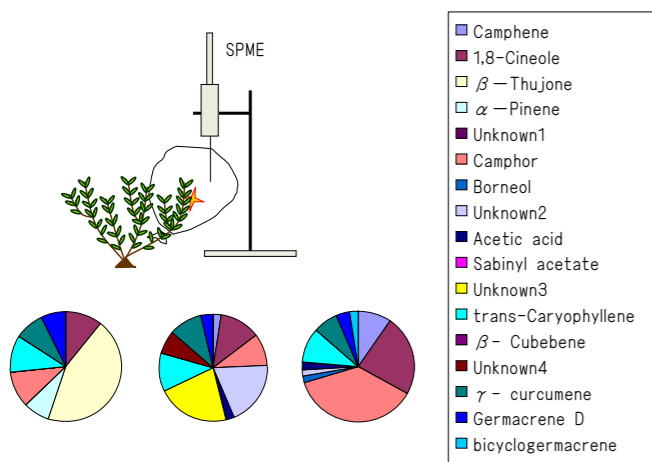 SPME
Camphene
1,8-Cineole
β－Thujone
α－Pinene
Unknown1
Camphor
Borneol
Unknown2
Acetic acid
Sabinyl acetate
Unknown3
trans-Caryophyllene
β- Cubebene
Unknown4
γ- curcumene
Germacrene D
bicyclogermacrene